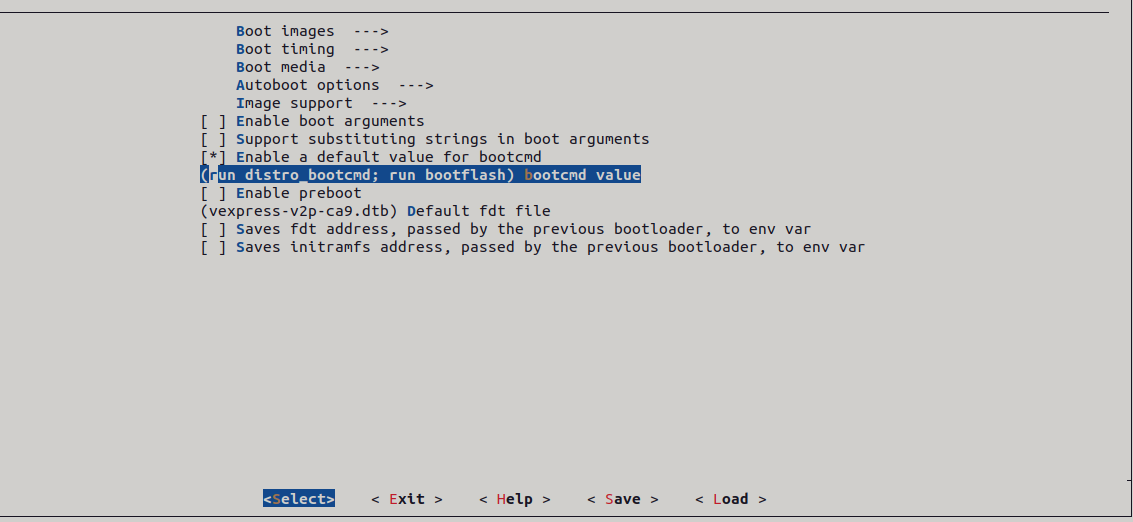 Boot images  --->
Boot timing  --->
Boot media  --->
Autoboot options  --->
Image support  --->
[ ] Enable boot arguments
[ ] Support substituting strings in boot arguments
[*] Enable a default value for bootcmd
(run distro_bootcmd; run bootflash) bootcmd value
[ ] Enable preboot
(vexpress-v2p-ca9.dtb) Default fdt file
[ ] Saves fdt address, passed by the previous bootloader, to env var
[ ] Saves initramfs address, passed by the previous bootloader, to env var
<Select>    < Exit >    < Help >    < Save >    < Load >